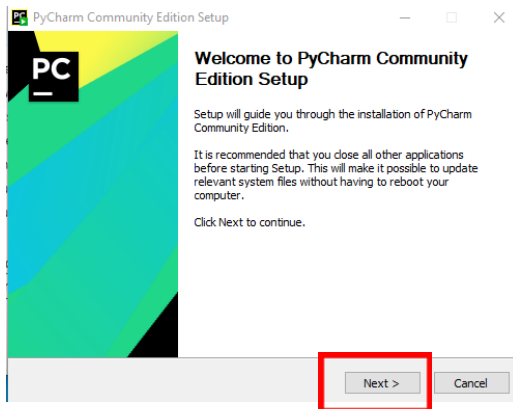 PyCharm Community Edition Setup
PC
Welcome to PyCharm Community
Edition Setup
Setup will guide you through the installation of PyCharm
Community Edition.
It is recommended that you close all other applications
before starting Setup. This will make it possible to update
relevant system files without having to reboot your
computer.
Click Next to continue.
Next >
Cancel